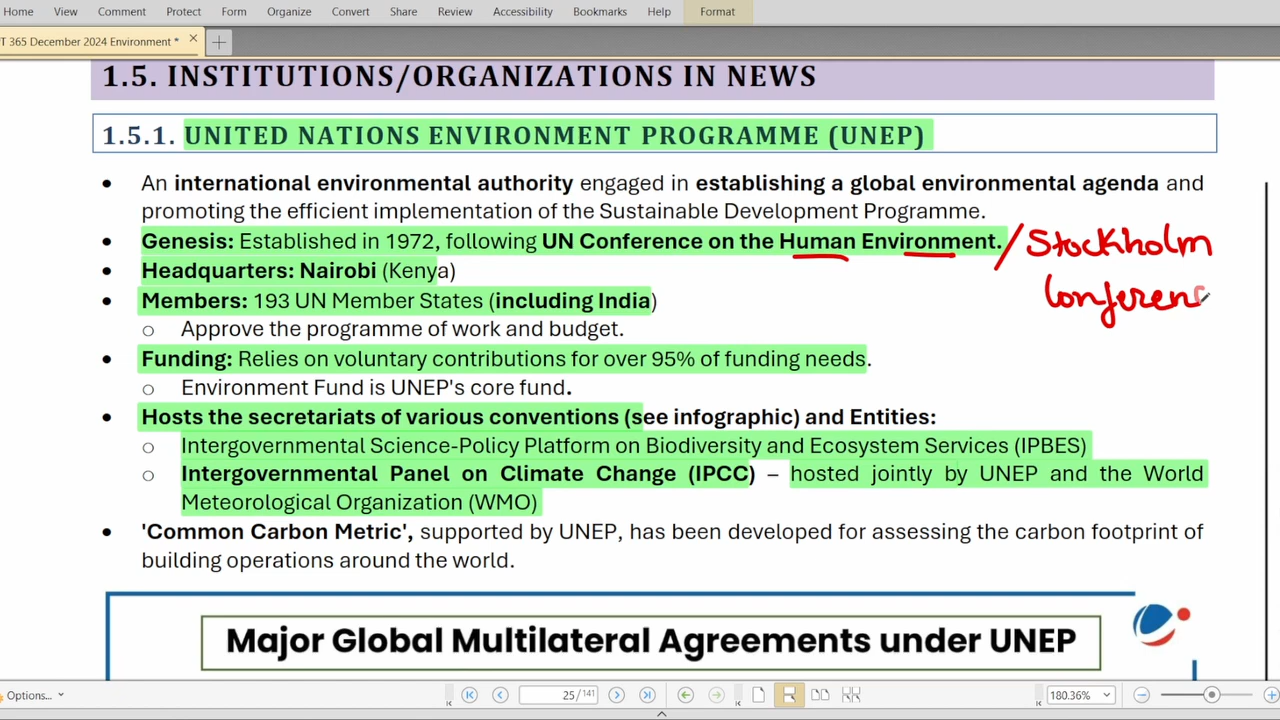 Home View Comment Protect Form Organize Convert Share Review Accessibility Bookmarks Help Format
T 365 December 2024 Environment *
1.5. INSTITUTIONS/ORGANIZATIONS IN NEWS
1.5.1. UNITED NATIONS ENVIRONMENT PROGRAMME (UNEP)
• An international environmental authority engaged in establishing a global environmental agenda and
promoting the efficient implementation of the Sustainable Development Programme.
• Genesis: Established in 1972, following UN Conference on the Human Environment. / Stockholm
• Headquarters: Nairobi (Kenya)
Conferen
• Members: 193 UN Member States (including India)
o Approve the programme of work and budget.
• Funding: Relies on voluntary contributions for over 95% of funding needs.
o Environment Fund is UNEP's core fund.
• Hosts the secretariats of various conventions (see infographic) and Entities:
o Intergovernmental Science-Policy Platform on Biodiversity and Ecosystem Services (IPBES)
o Intergovernmental Panel on Climate Change (IPCC) – hosted jointly by UNEP and the World
Meteorological Organization (WMO)
• 'Common Carbon Metric', supported by UNEP, has been developed for assessing the carbon footprint of
building operations around the world.
Major Global Multilateral Agreements under UNEP
Options... 25/141 180.36%